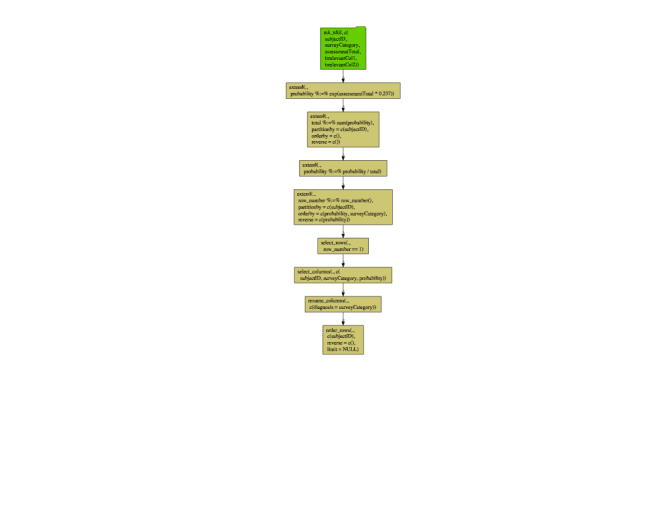 mk_td(d, c(
subjectID,
surveyCategory,
assessmentTotal,
irrelevantCol1,
irrelevantCol2))
extend(.,
probability %:=% exp(assessmentTotal * 0.237))
extend(.,
total %:=% sum(probability),
partitionby = c(subjectID),
orderby = c(),
reverse = c())
extend(.,
probability %:=% probability / total)
extend(.,
row_number %:=% row_number(),
partitionby = c(subjectID),
orderby = c(probability, surveyCategory),
reverse = c(probability))
select_rows(.,
row_number == 1)
select_columns(., c(
subjectID, surveyCategory, probability))
rename_columns(.,
c(diagnosis = surveyCategory))
order_rows(.,
c(subjectID),
reverse = c(),
limit = NULL)